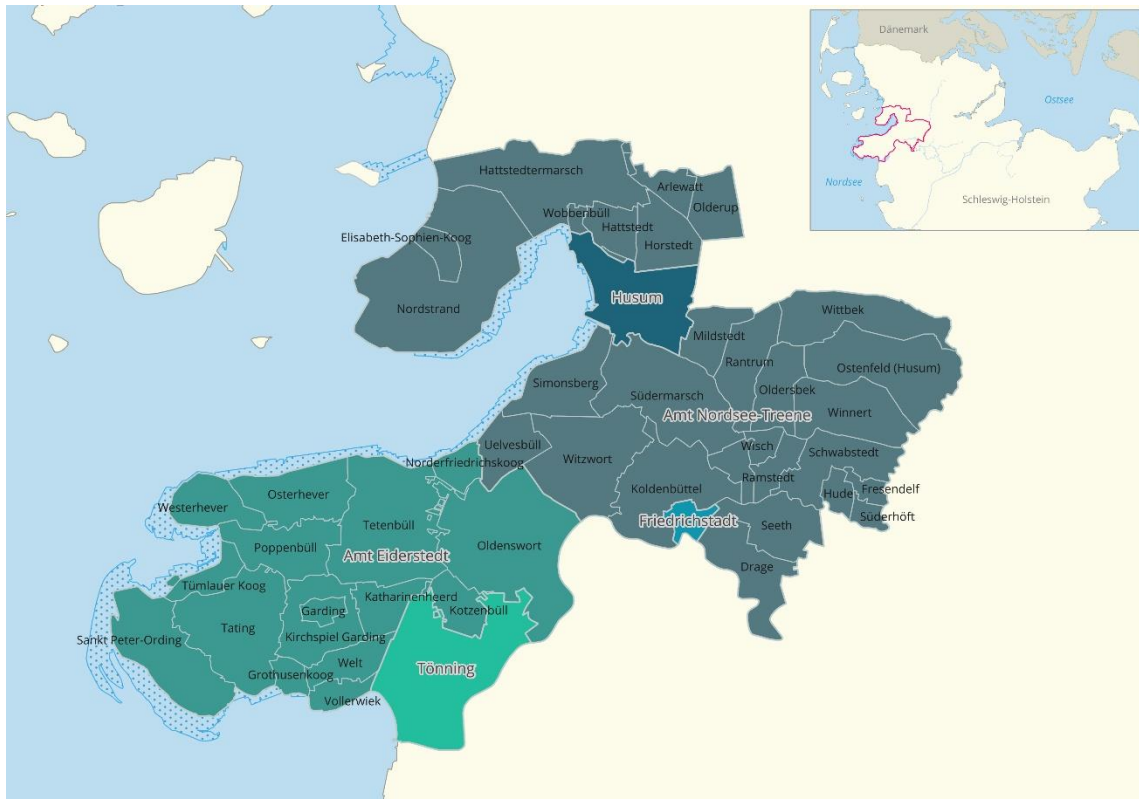 Dänemark
Ostsee
Nordsee
Schleswig-Holstein
Hattstedtermarsch
Arlewatt
Olderup
Wobbenbüll
Hattstedt
Elisabeth-Sophien-Koog
Horstedt
Husum
Nordstrand
Wittbek
Mildstedt
Rantrum
Ostenfeld (Husum)
Simonsberg
Oldersbek
Südermarsch
Amt Nordsee-Treene
Winnert
Uelvesbüll
Wisch
Schwabstedt
Norderfriedrichskoog
Witzwort
Ramstedt
Koldenbüttel
Hude
Fresendelf
Süderhöft
Westerhever
Osterhever
Tetenbüll
Friedrichstadt
Seeth
Oldenswort
Poppenbüll
Amt Eiderstedt
Drage
Tümlauer Koog
Katharinenheerd
Garding
Kotzenbüll
Tating
Sankt Peter-Ording
Kirchspiel Garding
Welt
Tönning
Grothusenkoog
Vollerwiek